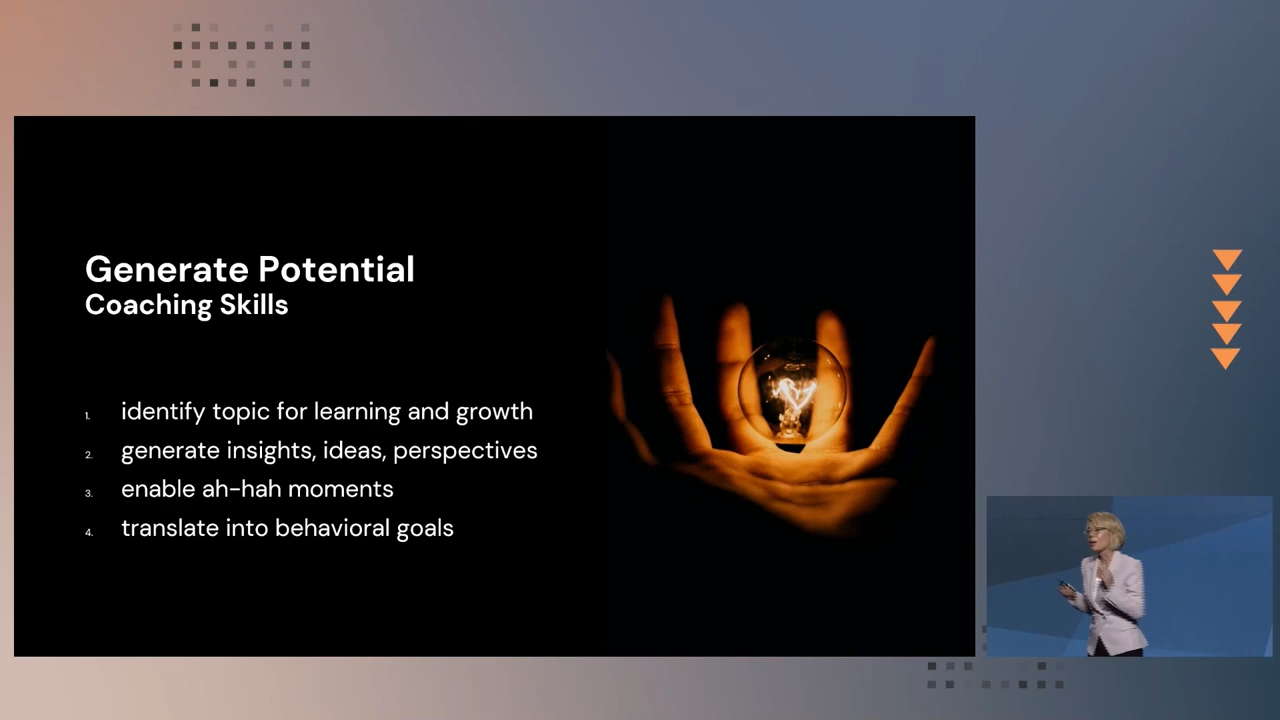 Generate Potential
Coaching Skills
1. identify topic for learning and growth
2. generate insights, ideas, perspectives
3. enable ah-hah moments
4. translate into behavioral goals